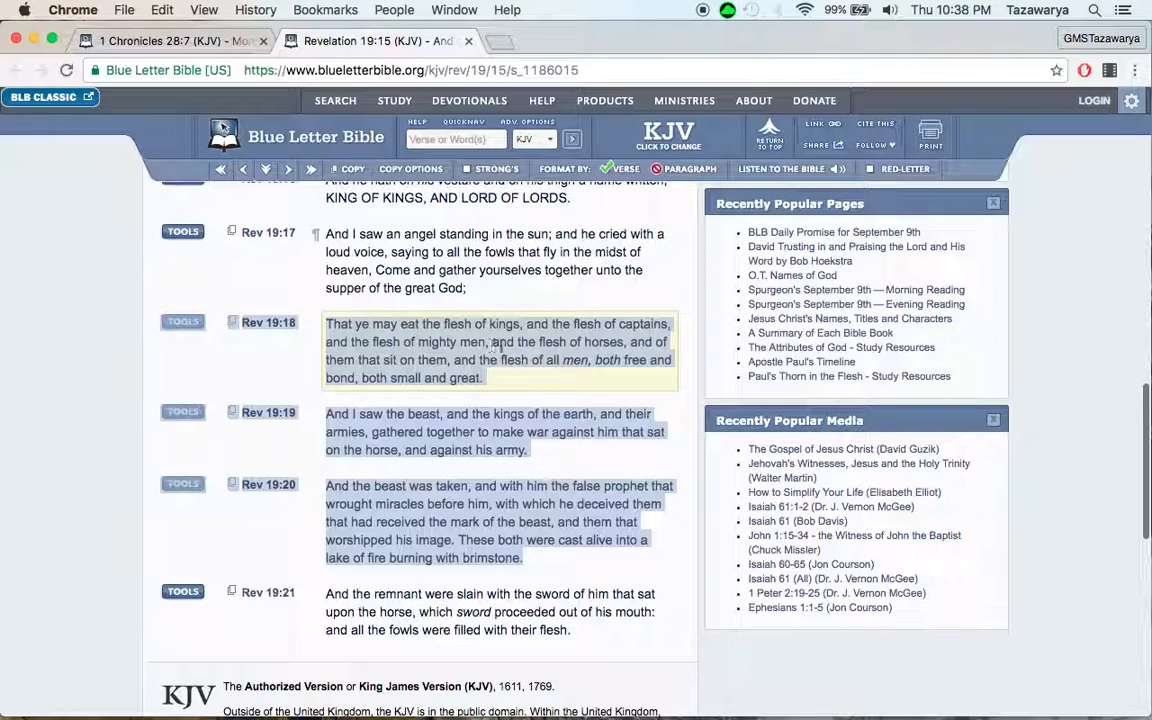 Chrome File Edit View History Bookmarks People Window Help 99% Thu 10:38 PM Tazawarya
1 Chronicles 28:7 (KJV) - Mor
Revelation 19:15 (KJV) - And
GMSTazawarya
Blue Letter Bible [US] https://www.blueletterbible.org/kjv/rev/19/15/s_1186015
BLB CLASSIC
SEARCH STUDY DEVOTIONALS HELP PRODUCTS MINISTRIES ABOUT DONATE LOGIN
HELP QUICKNAV ADV. OPTIONS
Blue Letter Bible
Verse or Word(s) KJV
KJV
CLICK TO CHANGE
RETURN
TO TOP
LINK CITE THIS
SHARE FOLLOW
PRINT
COPY COPY OPTIONS STRONG'S FORMAT BY: VERSE PARAGRAPH LISTEN TO THE BIBLE RED-LETTER
And he hath on his vesture and on his thigh a name written,
KING OF KINGS, AND LORD OF LORDS.
TOOLS Rev 19:17 ¶ And I saw an angel standing in the sun; and he cried with a
loud voice, saying to all the fowls that fly in the midst of
heaven, Come and gather yourselves together unto the
supper of the great God;
TOOLS Rev 19:18 That ye may eat the flesh of kings, and the flesh of captains,
and the flesh of mighty men, and the flesh of horses, and of
them that sit on them, and the flesh of all men, both free and
bond, both small and great.
TOOLS Rev 19:19 And I saw the beast, and the kings of the earth, and their
armies, gathered together to make war against him that sat
on the horse, and against his army.
TOOLS Rev 19:20 And the beast was taken, and with him the false prophet that
wrought miracles before him, with which he deceived them
that had received the mark of the beast, and them that
worshipped his image. These both were cast alive into a
lake of fire burning with brimstone.
TOOLS Rev 19:21 And the remnant were slain with the sword of him that sat
upon the horse, which sword proceeded out of his mouth:
and all the fowls were filled with their flesh.
KJV
The Authorized Version or King James Version (KJV), 1611, 1769.
Outside of the United Kingdom, the KJV is in the public domain. Within the United Kingdom,
Recently Popular Pages
BLB Daily Promise for September 9th
David Trusting in and Praising the Lord and His
Word by Bob Hoekstra
O.T. Names of God
Spurgeon's September 9th — Morning Reading
Spurgeon's September 9th — Evening Reading
Jesus Christ's Names, Titles and Characters
A Summary of Each Bible Book
The Attributes of God - Study Resources
Apostle Paul's Timeline
Paul's Thorn in the Flesh - Study Resources
Recently Popular Media
The Gospel of Jesus Christ (David Guzik)
Jehovah's Witnesses, Jesus and the Holy Trinity
(Walter Martin)
How to Simplify Your Life (Elisabeth Elliot)
Isaiah 61:1-2 (Dr. J. Vernon McGee)
Isaiah 61 (Bob Davis)
John 1:15-34 - the Witness of John the Baptist
(Chuck Missler)
Isaiah 60-65 (Jon Courson)
Isaiah 61 (All) (Dr. J. Vernon McGee)
1 Peter 2:19-25 (Dr. J. Vernon McGee)
Ephesians 1:1-5 (Jon Courson)